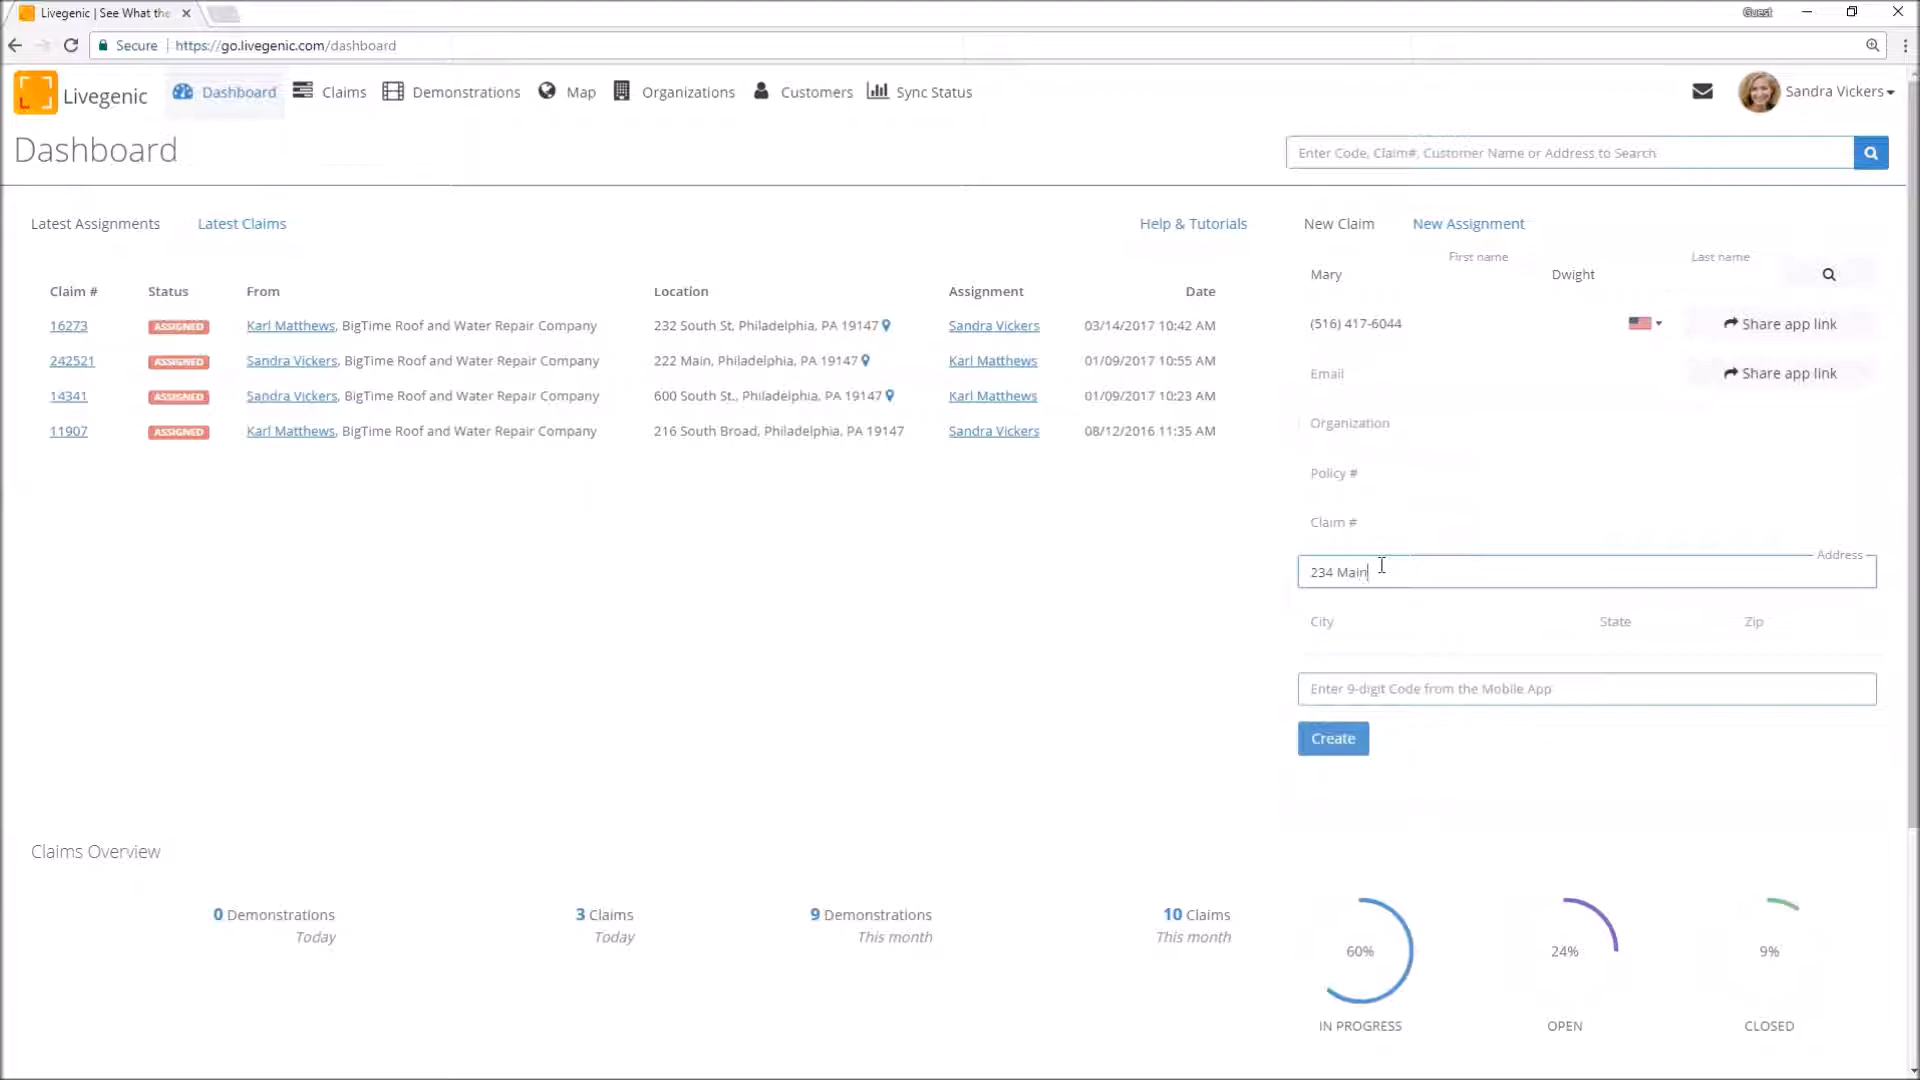 Livegenic | See What the
Guest
Secure https://go.livegenic.com/dashboard
Livegenic Dashboard Claims Demonstrations Map Organizations Customers Sync Status Sandra Vickers
Dashboard
Enter Code, Claim#, Customer Name or Address to Search
Latest Assignments Latest Claims Help & Tutorials
Claim # Status From Location Assignment Date
16273 ASSIGNED Karl Matthews, BigTime Roof and Water Repair Company 232 South St, Philadelphia, PA 19147 Sandra Vickers 03/14/2017 10:42 AM
242521 ASSIGNED Sandra Vickers, BigTime Roof and Water Repair Company 222 Main, Philadelphia, PA 19147 Karl Matthews 01/09/2017 10:55 AM
14341 ASSIGNED Sandra Vickers, BigTime Roof and Water Repair Company 600 South St., Philadelphia, PA 19147 Karl Matthews 01/09/2017 10:23 AM
11907 ASSIGNED Karl Matthews, BigTime Roof and Water Repair Company 216 South Broad, Philadelphia, PA 19147 Sandra Vickers 08/12/2016 11:35 AM
New Claim New Assignment
First name Last name
Mary Dwight
(516) 417-6044 Share app link
Email Share app link
Organization
Policy #
Claim #
Address
234 Main
City State Zip
Enter 9-digit Code from the Mobile App
Create
Claims Overview
0 Demonstrations 3 Claims 9 Demonstrations 10 Claims
Today Today This month This month
60% 24% 9%
IN PROGRESS OPEN CLOSED